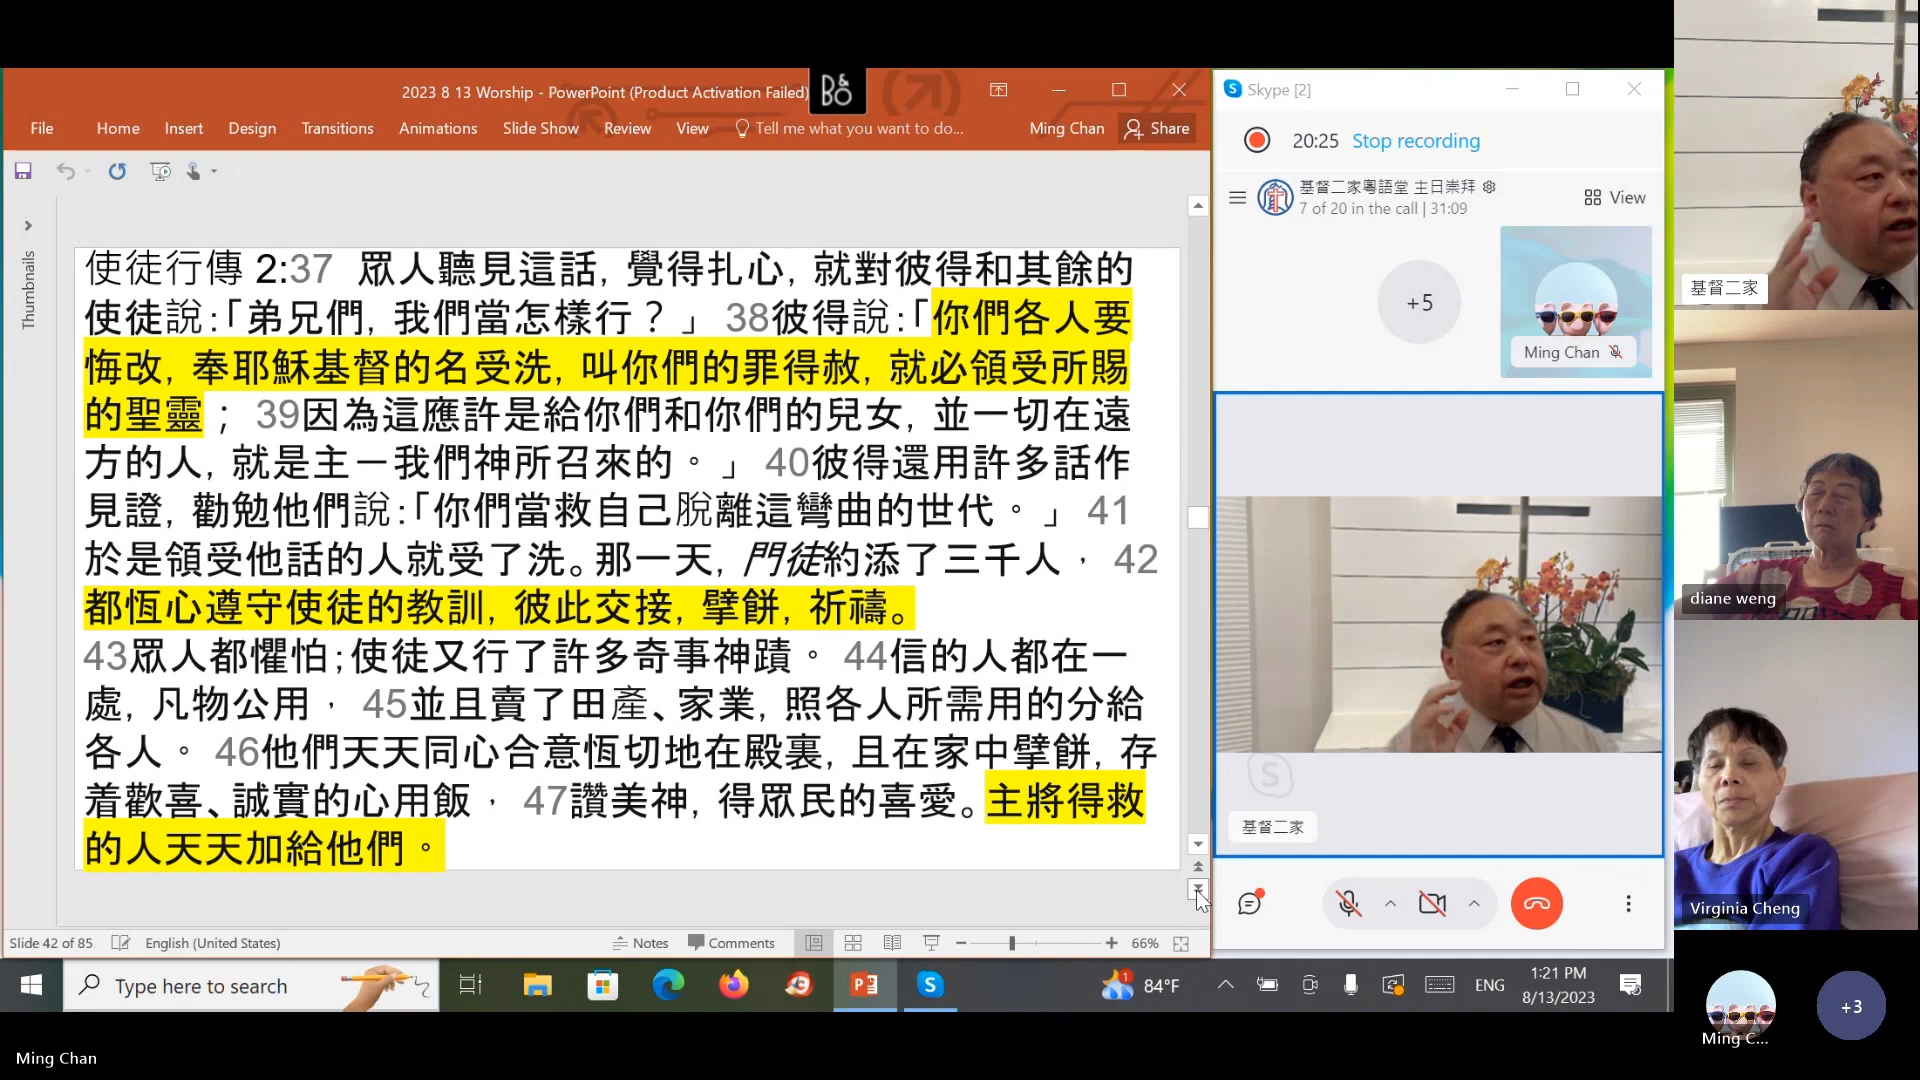 2023 8 13 Worship - PowerPoint (Product Activation Failed)
B&O
File Home Insert Design Transitions Animations Slide Show Review View Tell me what you want to do... Ming Chan Share
Thumbnails
使徒行傳 2:37 眾人聽見這話, 覺得扎心, 就對彼得和其餘的
使徒說:「弟兄們, 我們當怎樣行？」 38彼得說:「你們各人要
悔改, 奉耶穌基督的名受洗, 叫你們的罪得赦, 就必領受所賜
的聖靈； 39因為這應許是給你們和你們的兒女, 並一切在遠
方的人, 就是主—我們神所召來的。」 40彼得還用許多話作
見證, 勸勉他們說:「你們當救自己脫離這彎曲的世代。」 41
於是領受他話的人就受了洗。那一天, 門徒約添了三千人， 42
都恆心遵守使徒的教訓, 彼此交接, 擘餅, 祈禱。
43眾人都懼怕;使徒又行了許多奇事神蹟。 44信的人都在一
處, 凡物公用， 45並且賣了田產、家業, 照各人所需用的分給
各人。 46他們天天同心合意恆切地在殿裏, 且在家中擘餅, 存
着歡喜、誠實的心用飯， 47讚美神, 得眾民的喜愛。主將得救
的人天天加給他們。
Slide 42 of 85 English (United States) Notes Comments 66%
Skype [2]
20:25 Stop recording
基督二家粵語堂 主日崇拜
7 of 20 in the call | 31:09
View
+5
Ming Chan
基督二家
Type here to search
1
84°F
ENG
1:21 PM
8/13/2023
基督二家
diane weng
Virginia Cheng
Ming C...
+3
Ming Chan